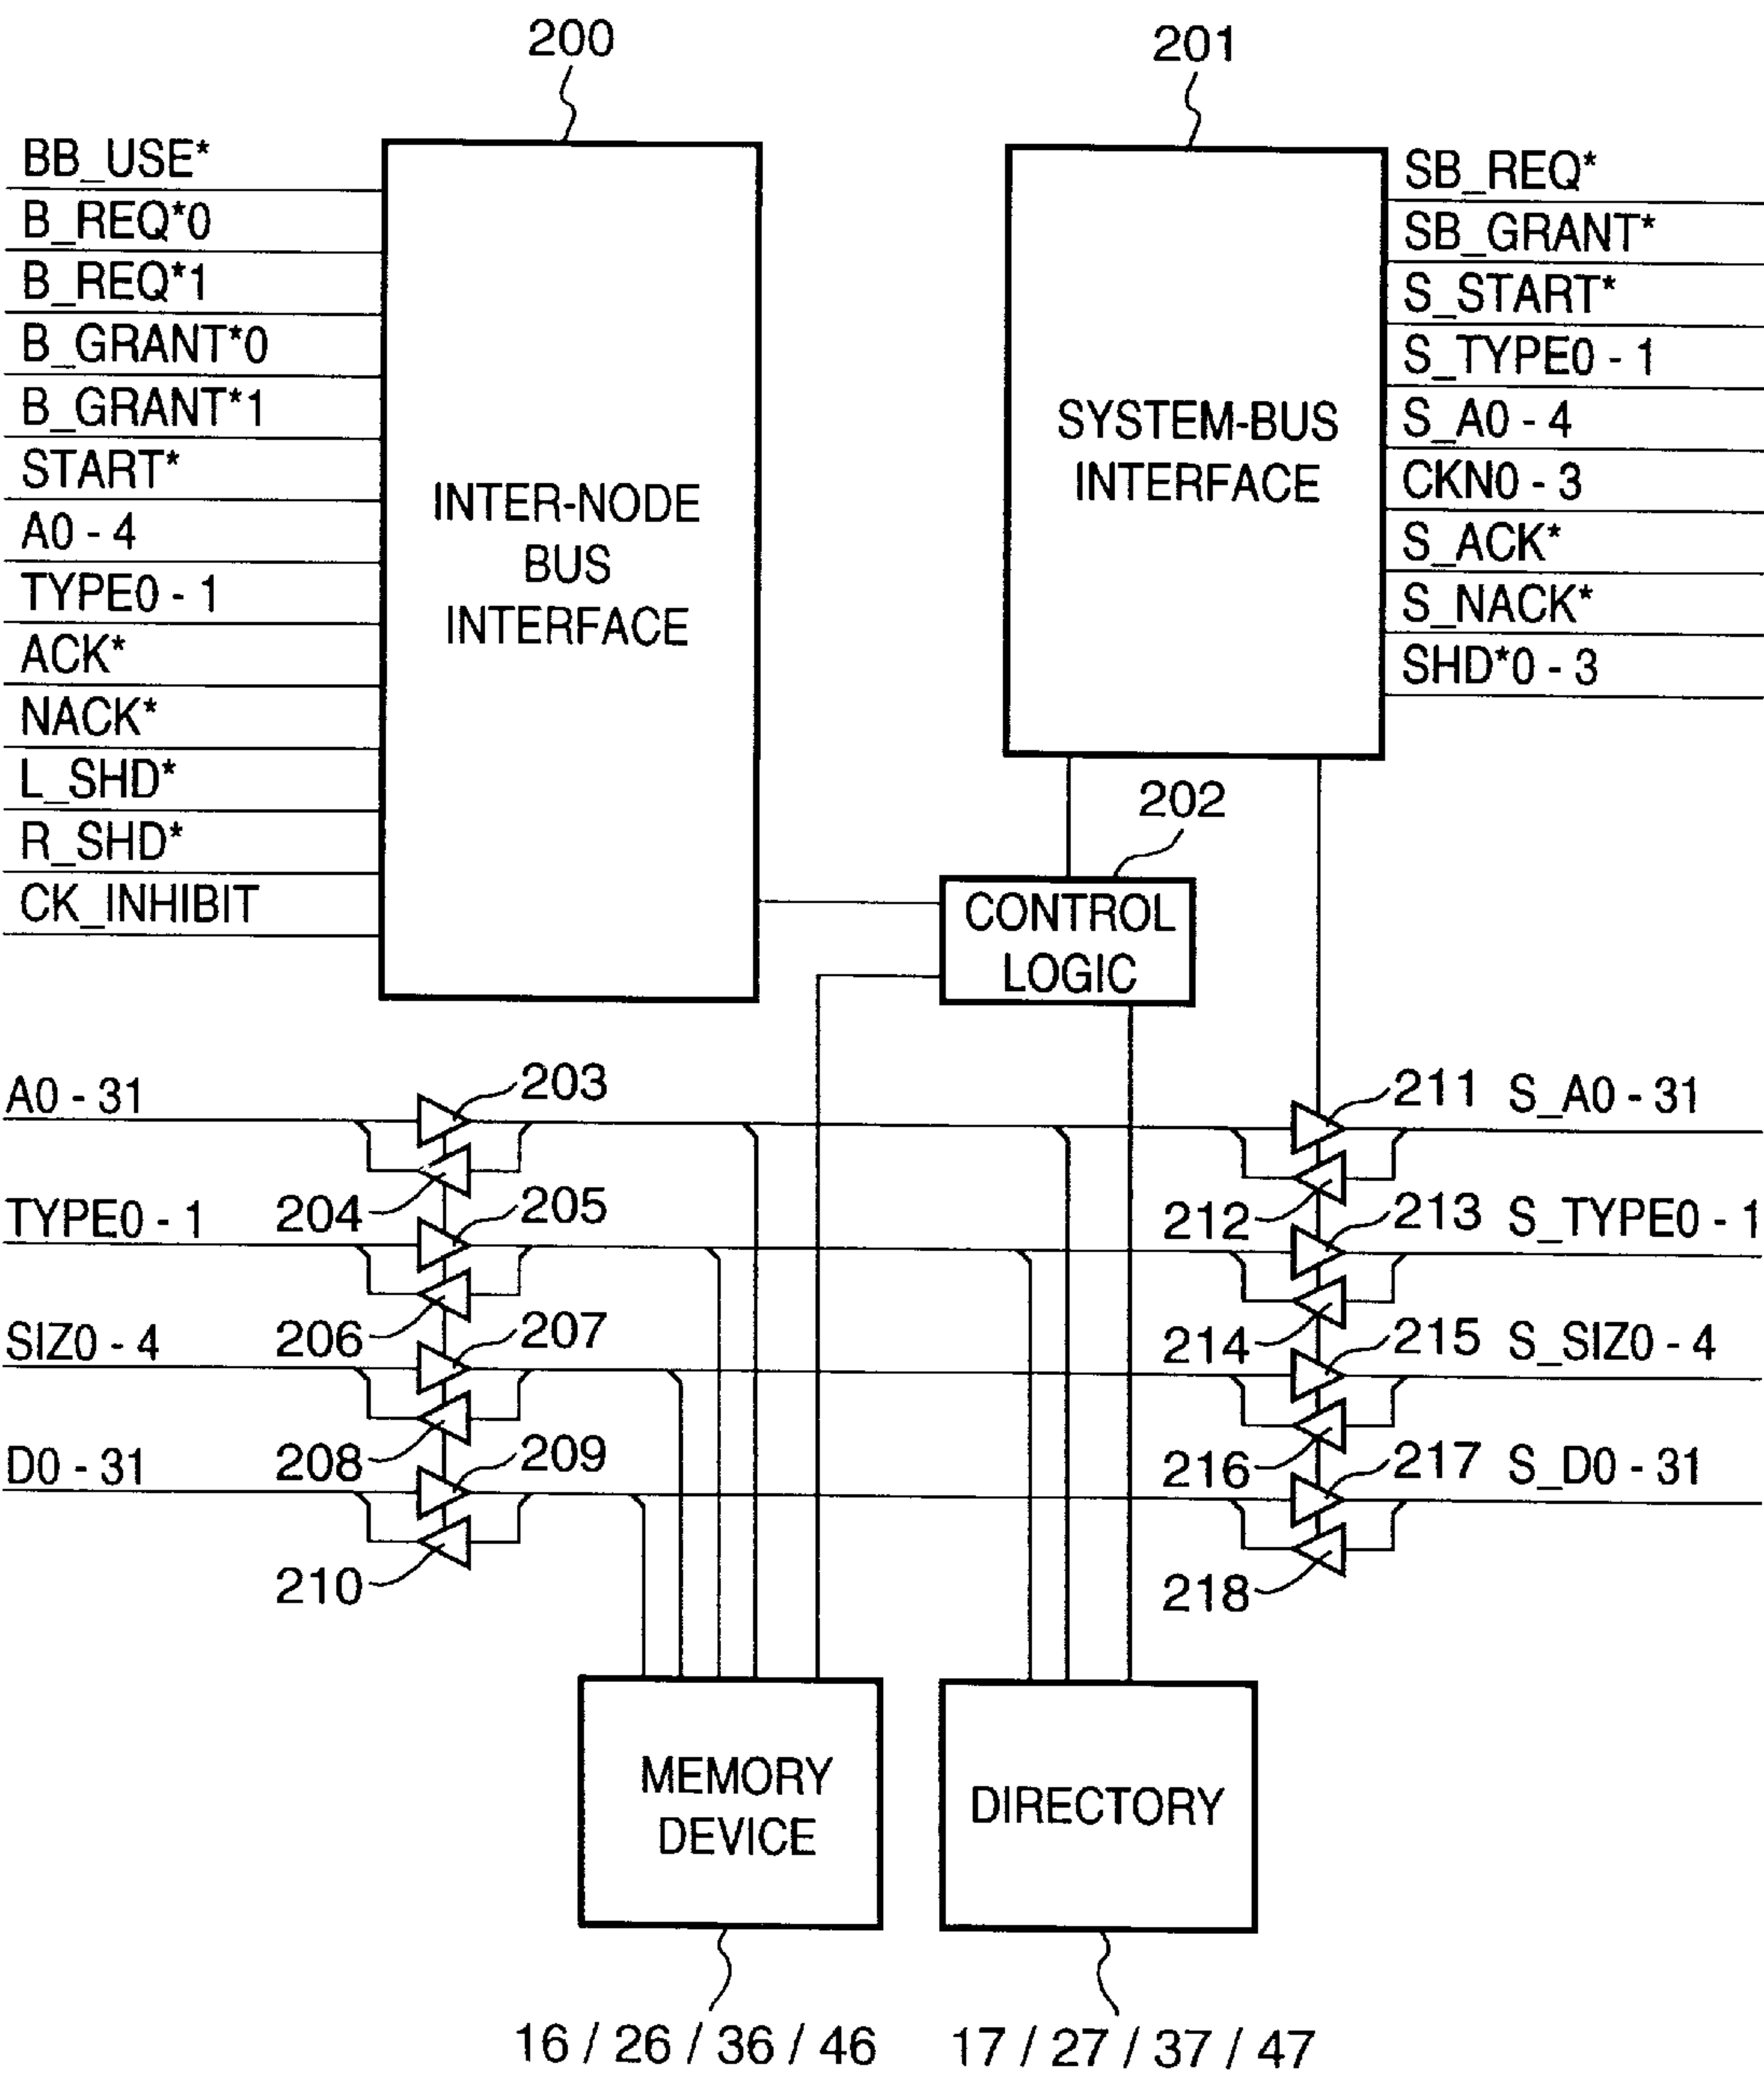 200
201
BB_USE*
B_REQ*0
B_REQ*1
B_GRANT*0
B_GRANT*1
START*
A0 - 4
TYPE0 - 1
ACK*
NACK*
L_SHD*
R_SHD*
CK_INHIBIT
INTER-NODE
BUS
INTERFACE
SYSTEM-BUS
INTERFACE
SB_REQ*
SB_GRANT*
S_START*
S_TYPE0 - 1
S_A0 - 4
CKN0 - 3
S_ACK*
S_NACK*
SHD*0 - 3
202
CONTROL
LOGIC
A0 - 31
203
211
S_A0 - 31
204
212
TYPE0 - 1
205
213
S_TYPE0 - 1
206
214
SIZ0 - 4
207
215
S_SIZ0 - 4
208
216
D0 - 31
209
217
S_D0 - 31
210
218
MEMORY
DEVICE
DIRECTORY
16 / 26 / 36 / 46
17 / 27 / 37 / 47